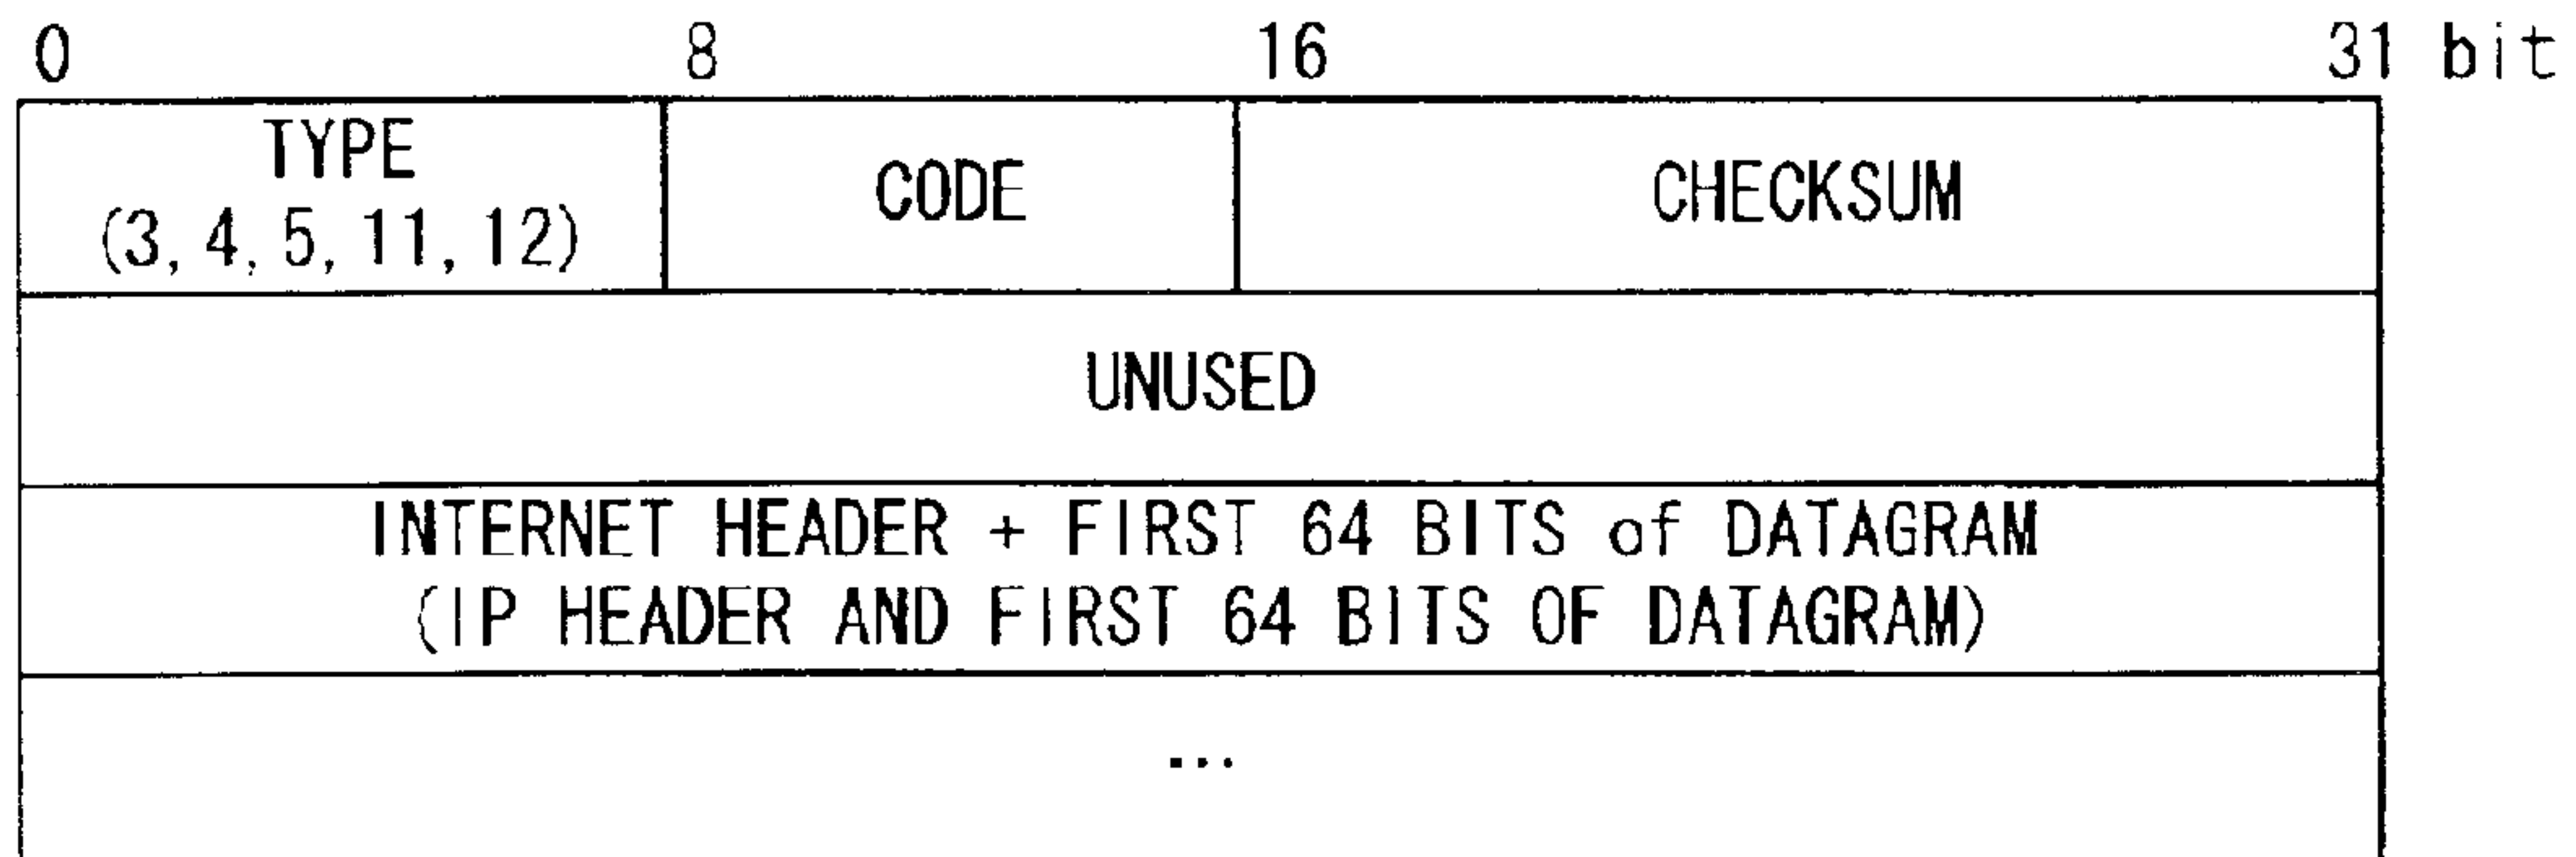 0 8 16 31 bit
TYPE
(3, 4, 5, 11, 12)
CODE
CHECKSUM
UNUSED
INTERNET HEADER + FIRST 64 BITS of DATAGRAM
(IP HEADER AND FIRST 64 BITS OF DATAGRAM)
...